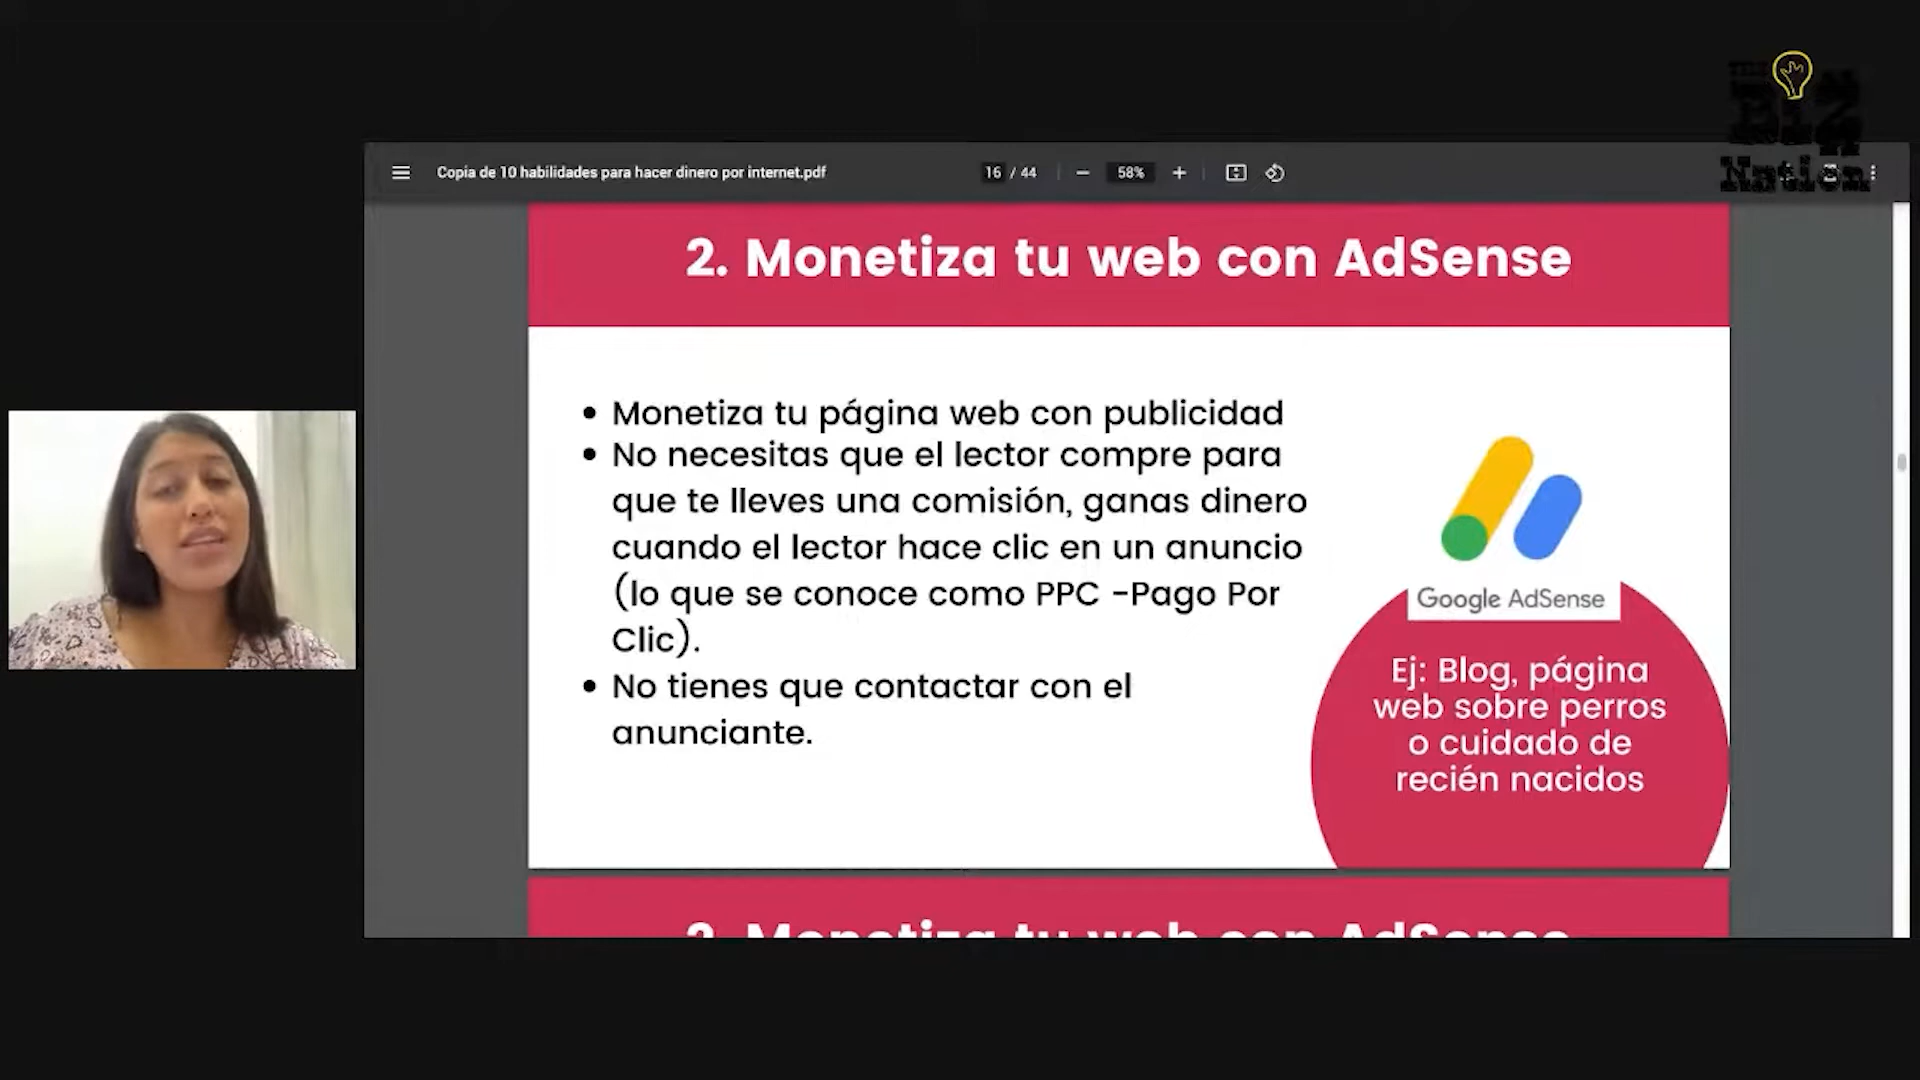 The
Biz
Nation
Copia de 10 habilidades para hacer dinero por internet.pdf
16 / 44
58%
2. Monetiza tu web con AdSense
• Monetiza tu página web con publicidad
• No necesitas que el lector compre para
que te lleves una comisión, ganas dinero
cuando el lector hace clic en un anuncio
(lo que se conoce como PPC -Pago Por
Clic).
• No tienes que contactar con el
anunciante.
Google AdSense
Ej: Blog, página
web sobre perros
o cuidado de
recién nacidos
2. Monetiza tu web con AdSense